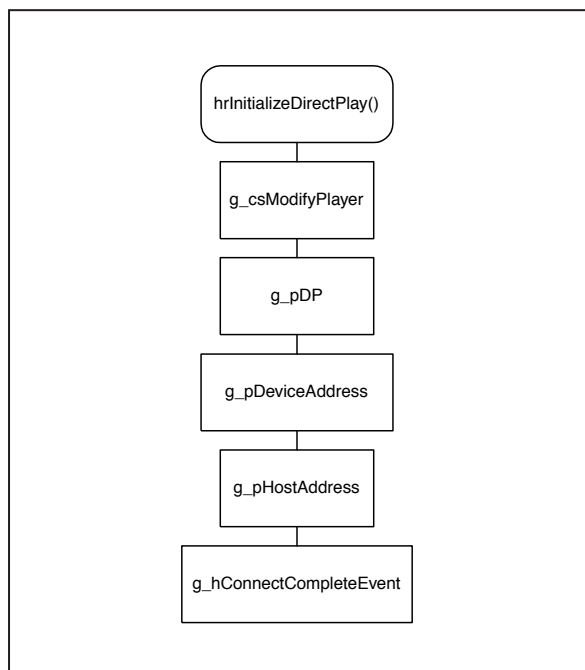 hrInitializeDirectPlay()
g_csModifyPlayer
g_pDP
g_pDeviceAddress
g_pHostAddress
g_hConnectCompleteEvent